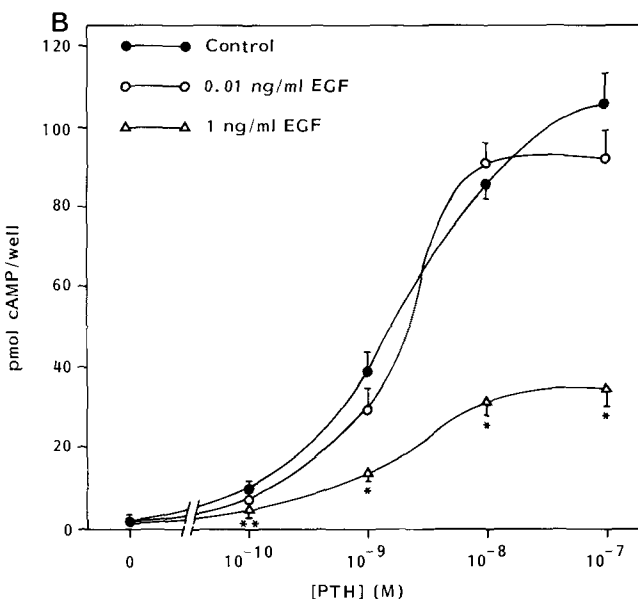 B
Control
0.01 ng/ml EGF
1 ng/ml EGF
120
100
80
60
40
20
0
pmol cAMP/well
*
*
*
**
0
10⁻¹⁰
10⁻⁹
10⁻⁸
10⁻⁷
[PTH] (M)